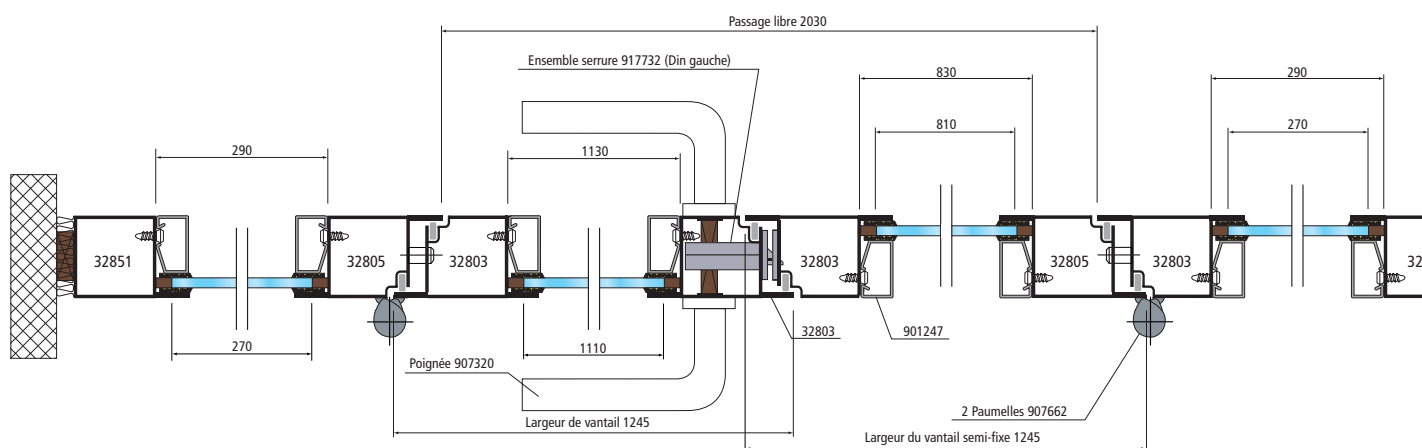 Passage libre 2030
Ensemble serrure 917732 (Din gauche)
830
290
810
270
290
1130
32851
32805
32803
32803
32805
32803
32
270
1110
32803
901247
Poignée 907320
2 Paumelles 907662
Largeur de vantail 1245
Largeur du vantail semi-fixe 1245